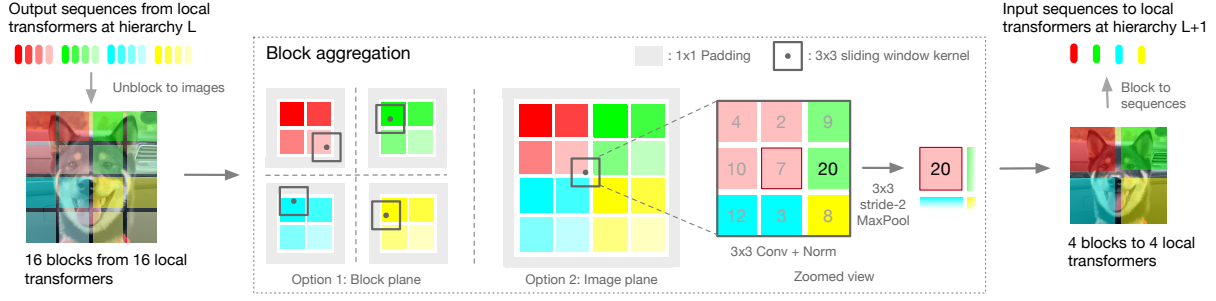 Output sequences from local
transformers at hierarchy L
Unblock to images
16 blocks from 16 local
transformers
Block aggregation
: 1x1 Padding
: 3x3 sliding window kernel
Option 1: Block plane
Option 2: Image plane
4 2 9
10 7 20
12 3 8
3x3 Conv + Norm
3x3
stride-2
MaxPool
20
Zoomed view
Input sequences to local
transformers at hierarchy L+1
Block to
sequences
4 blocks to 4 local
transformers